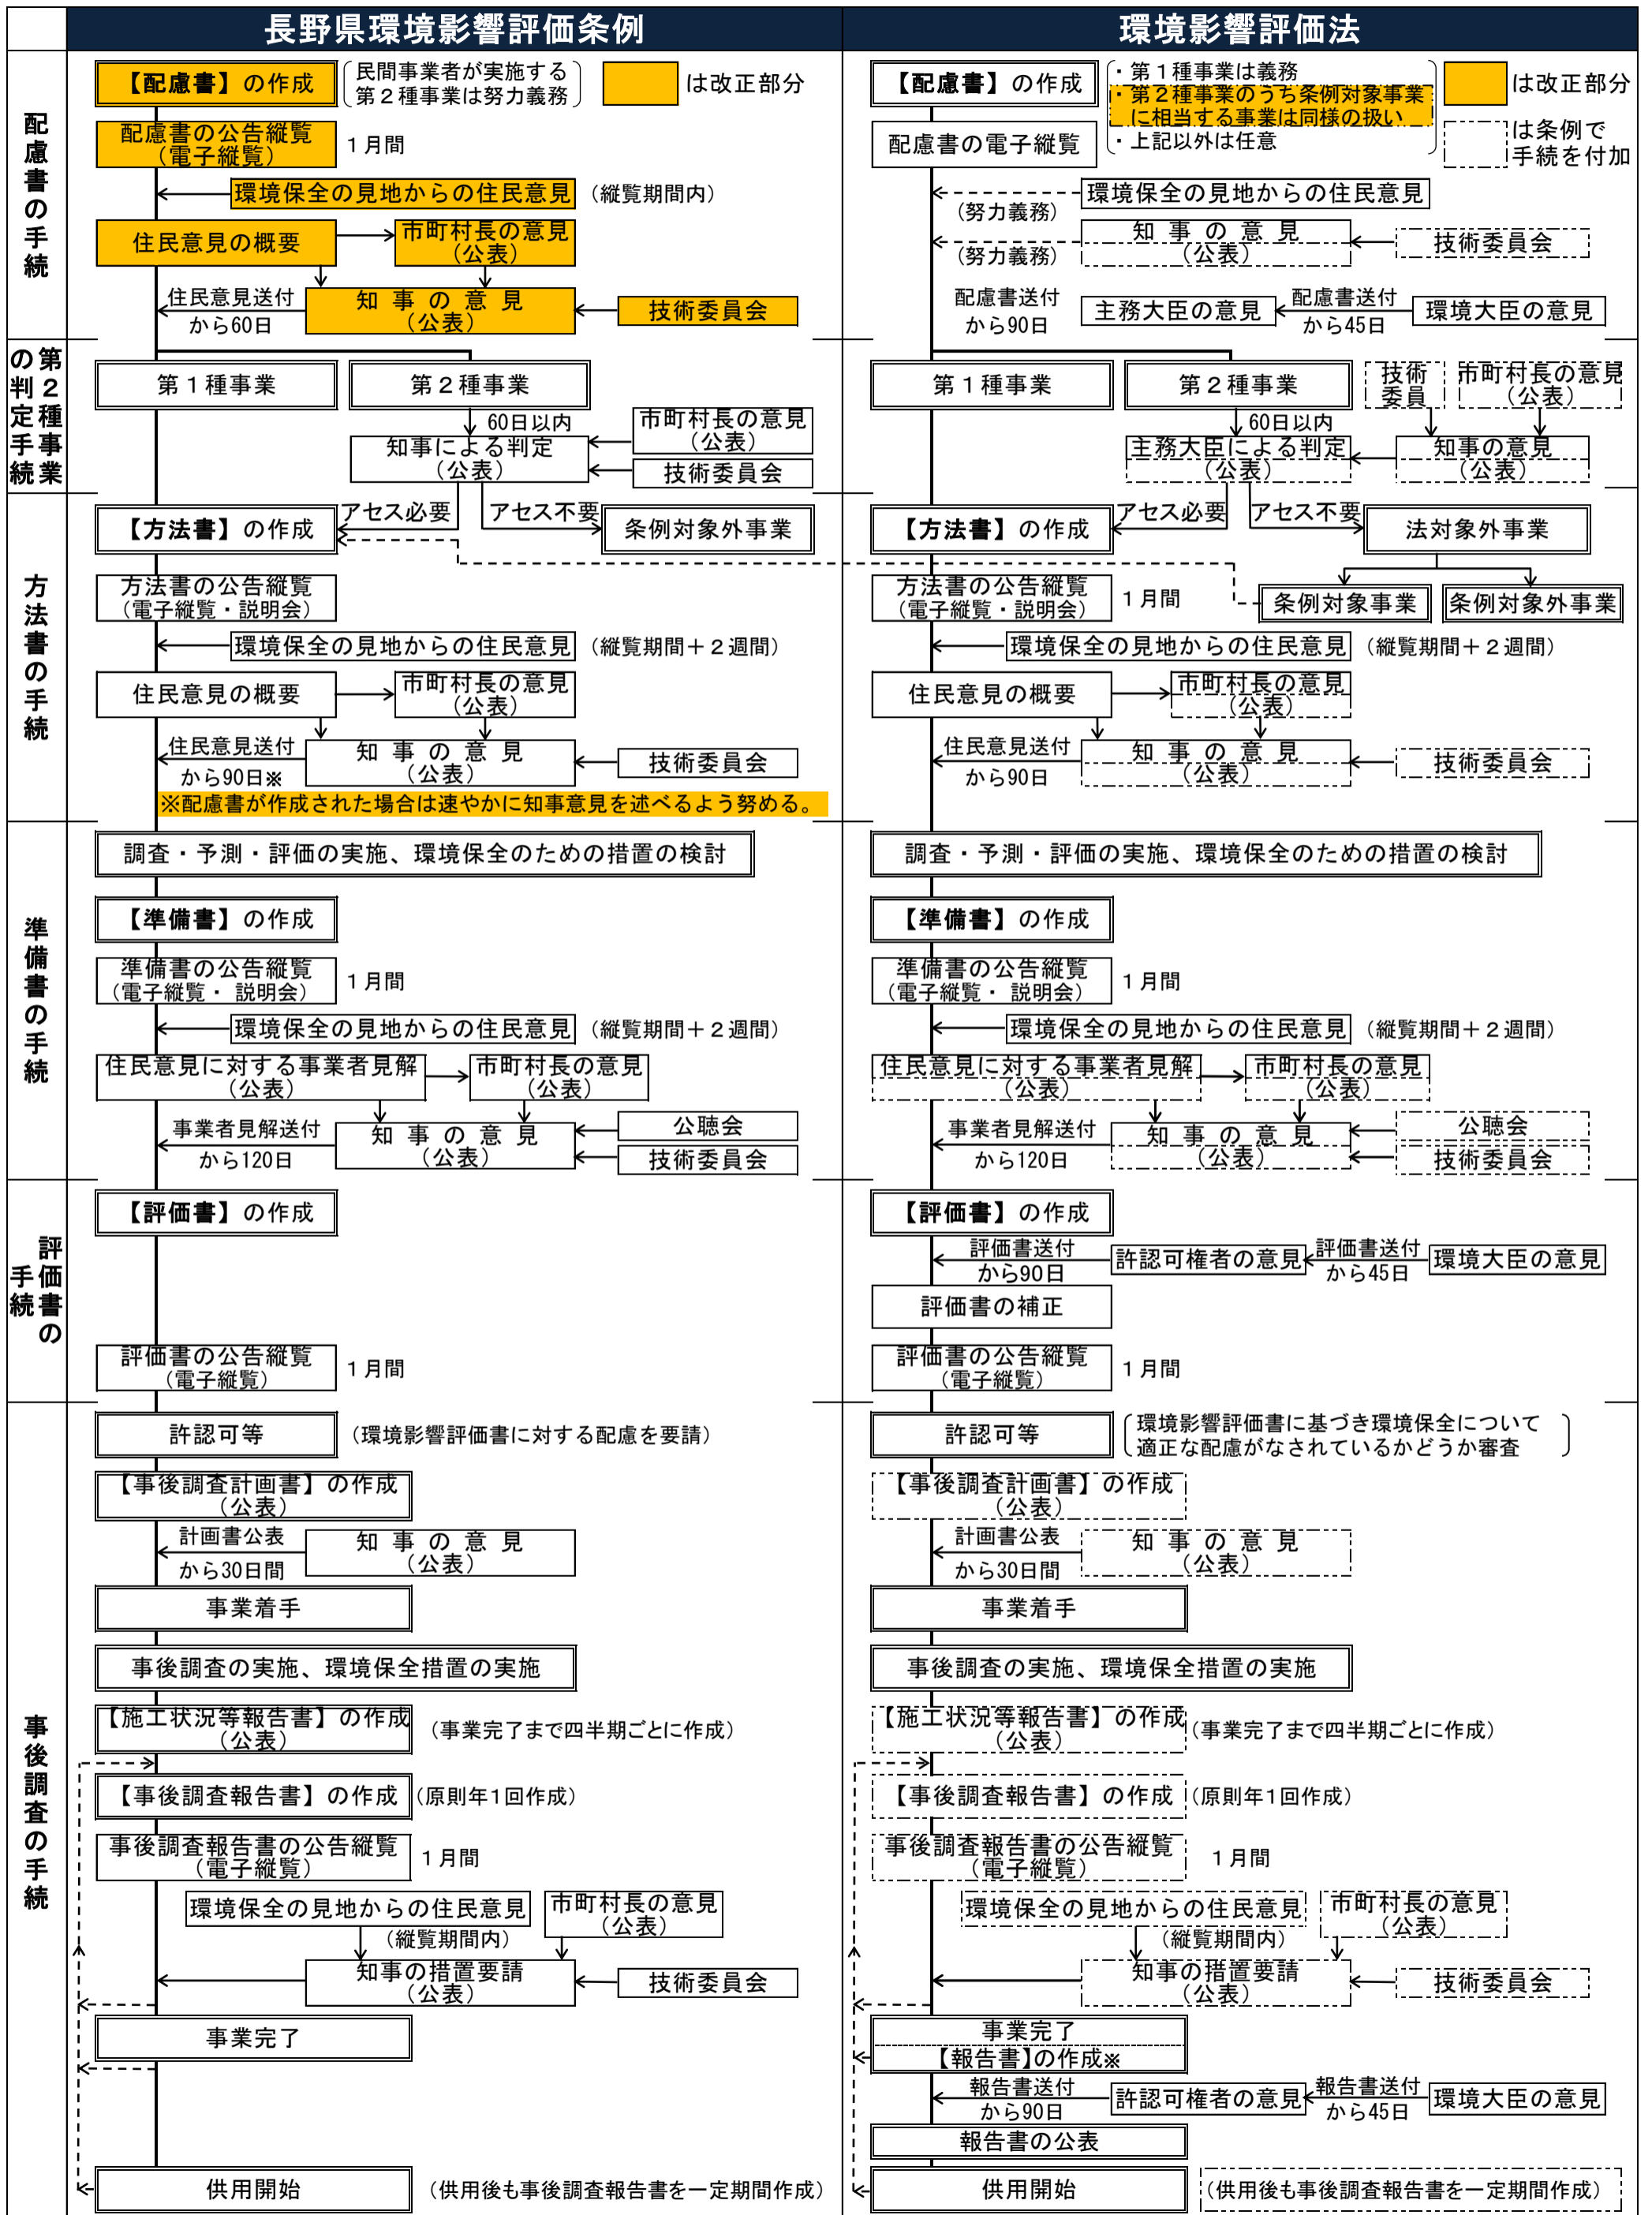 長野県環境影響評価条例
環境影響評価法
配慮書の手続
【配慮書】の作成
民間事業者が実施する
第２種事業は努力義務
は改正部分
配慮書の公告縦覧
（電子縦覧）
１月間
環境保全の見地からの住民意見
（縦覧期間内）
住民意見の概要
市町村長の意見
（公表）
住民意見送付
から60日
知事の意見
（公表）
技術委員会
【配慮書】の作成
・第１種事業は義務
・第２種事業のうち条例対象事業
に相当する事業は同様の扱い
・上記以外は任意
は改正部分
は条例で
手続を付加
配慮書の電子縦覧
環境保全の見地からの住民意見
（努力義務）
知事の意見
（公表）
（努力義務）
技術委員会
配慮書送付
から90日
主務大臣の意見
配慮書送付
から45日
環境大臣の意見
第２種事業
の判定手続
第１種事業
第２種事業
60日以内
知事による判定
（公表）
市町村長の意見
（公表）
技術委員会
第１種事業
第２種事業
技術
委員
市町村長の意見
（公表）
60日以内
主務大臣による判定
（公表）
知事の意見
（公表）
方法書の手続
【方法書】の作成
アセス必要
アセス不要
条例対象外事業
方法書の公告縦覧
（電子縦覧・説明会）
環境保全の見地からの住民意見
（縦覧期間＋２週間）
住民意見の概要
市町村長の意見
（公表）
住民意見送付
から90日※
知事の意見
（公表）
技術委員会
※配慮書が作成された場合は速やかに知事意見を述べるよう努める。
【方法書】の作成
アセス必要
アセス不要
法対象外事業
方法書の公告縦覧
（電子縦覧・説明会）
１月間
条例対象事業
条例対象外事業
環境保全の見地からの住民意見
（縦覧期間＋２週間）
住民意見の概要
市町村長の意見
（公表）
住民意見送付
から90日
知事の意見
（公表）
技術委員会
準備書の手続
調査・予測・評価の実施、環境保全のための措置の検討
【準備書】の作成
準備書の公告縦覧
（電子縦覧・ 説明会）
１月間
環境保全の見地からの住民意見
（縦覧期間＋２週間）
住民意見に対する事業者見解
（公表）
市町村長の意見
（公表）
事業者見解送付
から120日
知事の意見
（公表）
公聴会
技術委員会
調査・予測・評価の実施、環境保全のための措置の検討
【準備書】の作成
準備書の公告縦覧
（電子縦覧・ 説明会）
１月間
環境保全の見地からの住民意見
（縦覧期間＋２週間）
住民意見に対する事業者見解
（公表）
市町村長の意見
（公表）
事業者見解送付
から120日
知事の意見
（公表）
公聴会
技術委員会
評価書の
手続
【評価書】の作成
評価書の公告縦覧
（電子縦覧）
１月間
【評価書】の作成
評価書送付
から90日
許認可権者の意見
評価書送付
から45日
環境大臣の意見
評価書の補正
評価書の公告縦覧
（電子縦覧）
１月間
事後調査の手続
許認可等
（環境影響評価書に対する配慮を要請）
【事後調査計画書】の作成
（公表）
計画書公表
から30日間
知事の意見
（公表）
事業着手
事後調査の実施、環境保全措置の実施
【施工状況等報告書】の作成
（公表）
（事業完了まで四半期ごとに作成）
【事後調査報告書】の作成
（原則年1回作成）
事後調査報告書の公告縦覧
（電子縦覧）
１月間
環境保全の見地からの住民意見
（縦覧期間内）
市町村長の意見
（公表）
知事の措置要請
（公表）
技術委員会
事業完了
供用開始
（供用後も事後調査報告書を一定期間作成）
許認可等
環境影響評価書に基づき環境保全について
適正な配慮がなされているかどうか審査
【事後調査計画書】の作成
（公表）
計画書公表
から30日間
知事の意見
（公表）
事業着手
事後調査の実施、環境保全措置の実施
【施工状況等報告書】の作成
（公表）
（事業完了まで四半期ごとに作成）
【事後調査報告書】の作成
（原則年1回作成）
事後調査報告書の公告縦覧
（電子縦覧）
１月間
環境保全の見地からの住民意見
（縦覧期間内）
市町村長の意見
（公表）
知事の措置要請
（公表）
技術委員会
事業完了
【報告書】の作成※
報告書送付
から90日
許認可権者の意見
報告書送付
から45日
環境大臣の意見
報告書の公表
供用開始
（供用後も事後調査報告書を一定期間作成）